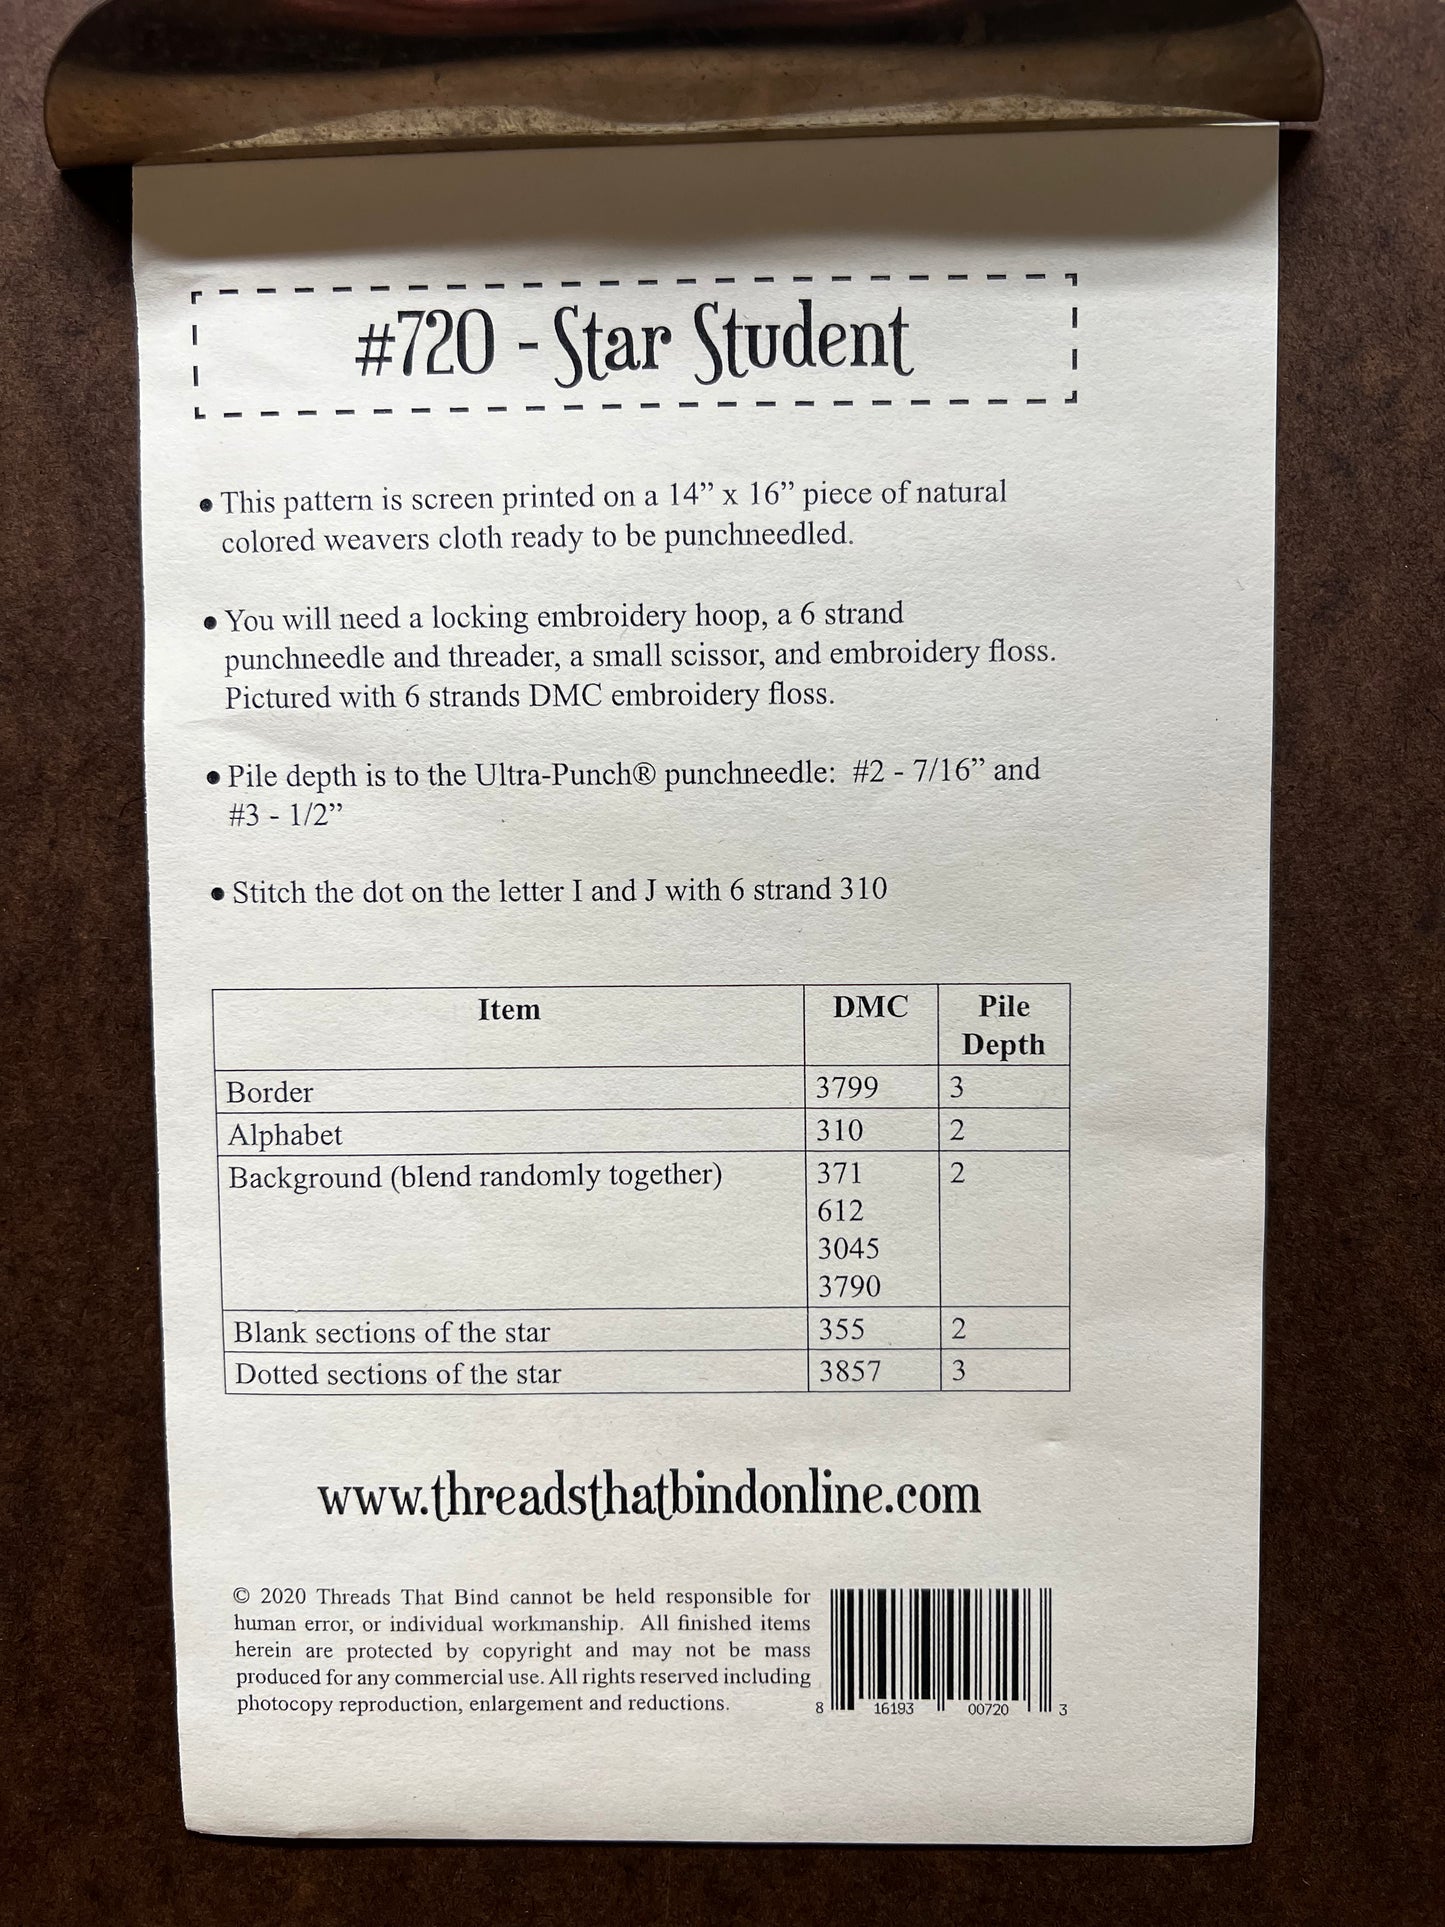 #720 - Star Student
• This pattern is screen printed on a 14” x 16” piece of natural
colored weavers cloth ready to be punchneedled.
• You will need a locking embroidery hoop, a 6 strand
punchneedle and threader, a small scissor, and embroidery floss.
Pictured with 6 strands DMC embroidery floss.
• Pile depth is to the Ultra-Punch® punchneedle:  #2 - 7/16” and
#3 - 1/2”
• Stitch the dot on the letter I and J with 6 strand 310
Item DMC Pile
Depth
Border 3799 3
Alphabet 310 2
Background (blend randomly together) 371 2
612
3045
3790
Blank sections of the star 355 2
Dotted sections of the star 3857 3
www.threadsthatbindonline.com
© 2020 Threads That Bind cannot be held responsible for
human error, or individual workmanship.  All finished items
herein are protected by copyright and may not be mass
produced for any commercial use. All rights reserved including
photocopy reproduction, enlargement and reductions.
8 16193 00720 3